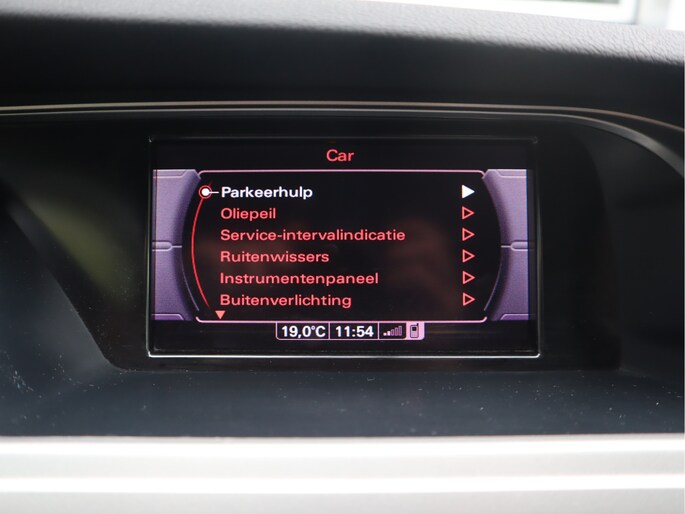 Car
Parkeerhulp
Oliepeil
Service-intervalindicatie
Ruitenwissers
Instrumentenpaneel
Buitenverlichting
19,0°C 11:54